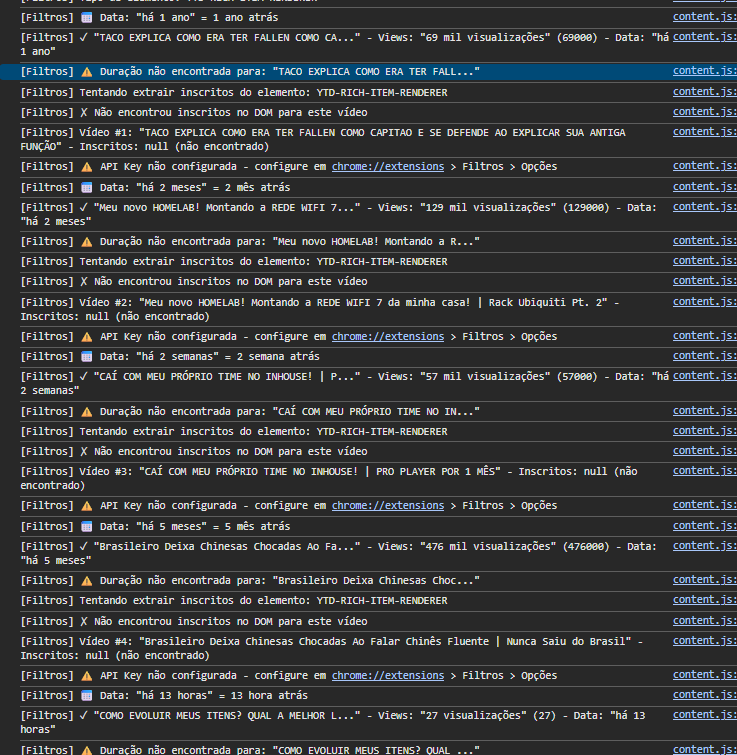 [Filtros] 📅 Data: "há 1 ano" = 1 ano atrás content.js:
[Filtros] ✓ "TACO EXPLICA COMO ERA TER FALLEN COMO CA..." - Views: "69 mil visualizações" (69000) - Data: "há content.js:
1 ano"
[Filtros] ⚠️ Duração não encontrada para: "TACO EXPLICA COMO ERA TER FALL..." content.js:
[Filtros] Tentando extrair inscritos do elemento: YTD-RICH-ITEM-RENDERER content.js:
[Filtros] ✗ Não encontrou inscritos no DOM para este vídeo content.js:
[Filtros] Vídeo #1: "TACO EXPLICA COMO ERA TER FALLEN COMO CAPITAO E SE DEFENDE AO EXPLICAR SUA ANTIGA content.js:
FUNÇÃO" - Inscritos: null (não encontrado)
[Filtros] ⚠️ API Key não configurada - configure em chrome://extensions > Filtros > Opções content.js:
[Filtros] 📅 Data: "há 2 meses" = 2 mês atrás content.js:
[Filtros] ✓ "Meu novo HOMELAB! Montando a REDE WIFI 7..." - Views: "129 mil visualizações" (129000) - Data: content.js:
"há 2 meses"
[Filtros] ⚠️ Duração não encontrada para: "Meu novo HOMELAB! Montando a R..." content.js:
[Filtros] Tentando extrair inscritos do elemento: YTD-RICH-ITEM-RENDERER content.js:
[Filtros] ✗ Não encontrou inscritos no DOM para este vídeo content.js:
[Filtros] Vídeo #2: "Meu novo HOMELAB! Montando a REDE WIFI 7 da minha casa! | Rack Ubiquiti Pt. 2" - content.js:
Inscritos: null (não encontrado)
[Filtros] ⚠️ API Key não configurada - configure em chrome://extensions > Filtros > Opções content.js:
[Filtros] 📅 Data: "há 2 semanas" = 2 semana atrás content.js:
[Filtros] ✓ "CAÍ COM MEU PRÓPRIO TIME NO INHOUSE! | P..." - Views: "57 mil visualizações" (57000) - Data: "há content.js:
2 semanas"
[Filtros] ⚠️ Duração não encontrada para: "CAÍ COM MEU PRÓPRIO TIME NO IN..." content.js:
[Filtros] Tentando extrair inscritos do elemento: YTD-RICH-ITEM-RENDERER content.js:
[Filtros] ✗ Não encontrou inscritos no DOM para este vídeo content.js:
[Filtros] Vídeo #3: "CAÍ COM MEU PRÓPRIO TIME NO INHOUSE! | PRO PLAYER POR 1 MÊS" - Inscritos: null (não content.js:
encontrado)
[Filtros] ⚠️ API Key não configurada - configure em chrome://extensions > Filtros > Opções content.js:
[Filtros] 📅 Data: "há 5 meses" = 5 mês atrás content.js:
[Filtros] ✓ "Brasileiro Deixa Chinesas Chocadas Ao Fa..." - Views: "476 mil visualizações" (476000) - Data: content.js:
"há 5 meses"
[Filtros] ⚠️ Duração não encontrada para: "Brasileiro Deixa Chinesas Choc..." content.js:
[Filtros] Tentando extrair inscritos do elemento: YTD-RICH-ITEM-RENDERER content.js:
[Filtros] ✗ Não encontrou inscritos no DOM para este vídeo content.js:
[Filtros] Vídeo #4: "Brasileiro Deixa Chinesas Chocadas Ao Falar Chinês Fluente | Nunca Saiu do Brasil" - content.js:
Inscritos: null (não encontrado)
[Filtros] ⚠️ API Key não configurada - configure em chrome://extensions > Filtros > Opções content.js:
[Filtros] 📅 Data: "há 13 horas" = 13 hora atrás content.js:
[Filtros] ✓ "COMO EVOLUIR MEUS ITENS? QUAL A MELHOR L..." - Views: "27 visualizações" (27) - Data: "há 13 content.js:
horas"
[Filtros] ⚠️ Duração não encontrada para: "COMO EVOLUIR MEUS ITENS? QUAL ..." content.js: